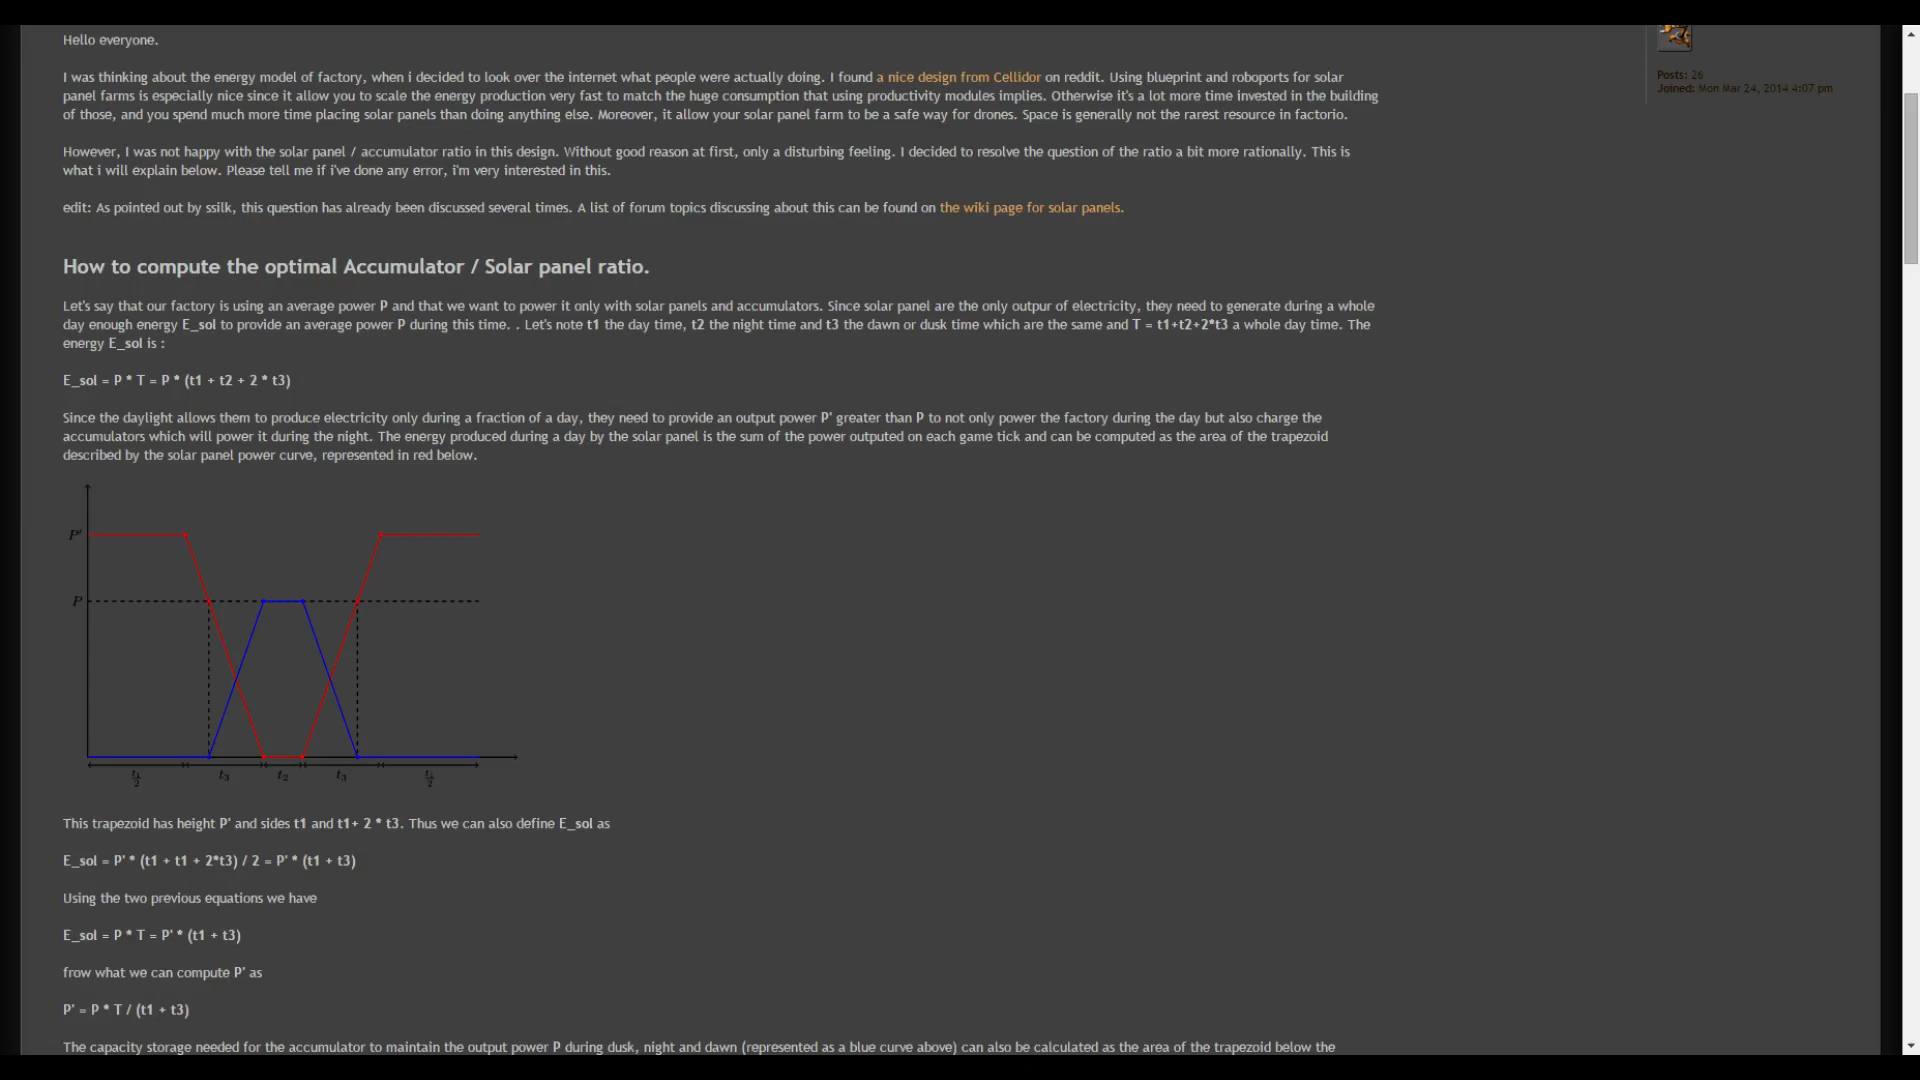 Hello everyone.
Posts: 26
Joined: Mon Mar 24, 2014 4:07 pm
I was thinking about the energy model of factory, when i decided to look over the internet what people were actually doing. I found a nice design from Cellidor on reddit. Using blueprint and roboports for solar
panel farms is especially nice since it allow you to scale the energy production very fast to match the huge consumption that using productivity modules implies. Otherwise it's a lot more time invested in the building
of those, and you spend much more time placing solar panels than doing anything else. Moreover, it allow your solar panel farm to be a safe way for drones. Space is generally not the rarest resource in factorio.
However, I was not happy with the solar panel / accumulator ratio in this design. Without good reason at first, only a disturbing feeling. I decided to resolve the question of the ratio a bit more rationally. This is
what i will explain below. Please tell me if i've done any error, i'm very interested in this.
edit: As pointed out by ssilk, this question has already been discussed several times. A list of forum topics discussing about this can be found on the wiki page for solar panels.
How to compute the optimal Accumulator / Solar panel ratio.
Let's say that our factory is using an average power P and that we want to power it only with solar panels and accumulators. Since solar panel are the only outpur of electricity, they need to generate during a whole
day enough energy E_sol to provide an average power P during this time. . Let's note t1 the day time, t2 the night time and t3 the dawn or dusk time which are the same and T = t1+t2+2*t3 a whole day time. The
energy E_sol is :
E_sol = P * T = P * (t1 + t2 + 2 * t3)
Since the daylight allows them to produce electricity only during a fraction of a day, they need to provide an output power P' greater than P to not only power the factory during the day but also charge the
accumulators which will power it during the night. The energy produced during a day by the solar panel is the sum of the power outputed on each game tick and can be computed as the area of the trapezoid
described by the solar panel power curve, represented in red below.
P'
P
t1/2 t3 t2 t3 t1/2
This trapezoid has height P' and sides t1 and t1+ 2 * t3. Thus we can also define E_sol as
E_sol = P' * (t1 + t1 + 2*t3) / 2 = P' * (t1 + t3)
Using the two previous equations we have
E_sol = P * T = P' * (t1 + t3)
frow what we can compute P' as
P' = P * T / (t1 + t3)
The capacity storage needed for the accumulator to maintain the output power P during dusk, night and dawn (represented as a blue curve above) can also be calculated as the area of the trapezoid below the